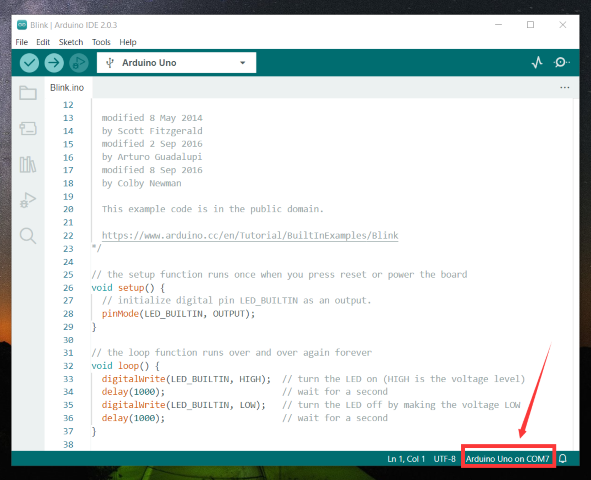 Blink | Arduino IDE 2.0.3
File Edit Sketch Tools Help
Arduino Uno
Blink.ino
12
13 modified 8 May 2014
14 by Scott Fitzgerald
15 modified 2 Sep 2016
16 by Arturo Guadalupi
17 modified 8 Sep 2016
18 by Colby Newman
19
20 This example code is in the public domain.
21
22 https://www.arduino.cc/en/Tutorial/BuiltInExamples/Blink
23 */
24
25 // the setup function runs once when you press reset or power the board
26 void setup() {
27 // initialize digital pin LED_BUILTIN as an output.
28 pinMode(LED_BUILTIN, OUTPUT);
29 }
30
31 // the loop function runs over and over again forever
32 void loop() {
33 digitalWrite(LED_BUILTIN, HIGH); // turn the LED on (HIGH is the voltage level)
34 delay(1000); // wait for a second
35 digitalWrite(LED_BUILTIN, LOW); // turn the LED off by making the voltage LOW
36 delay(1000); // wait for a second
37 }
38
Ln 1, Col 1 UTF-8 Arduino Uno on COM7